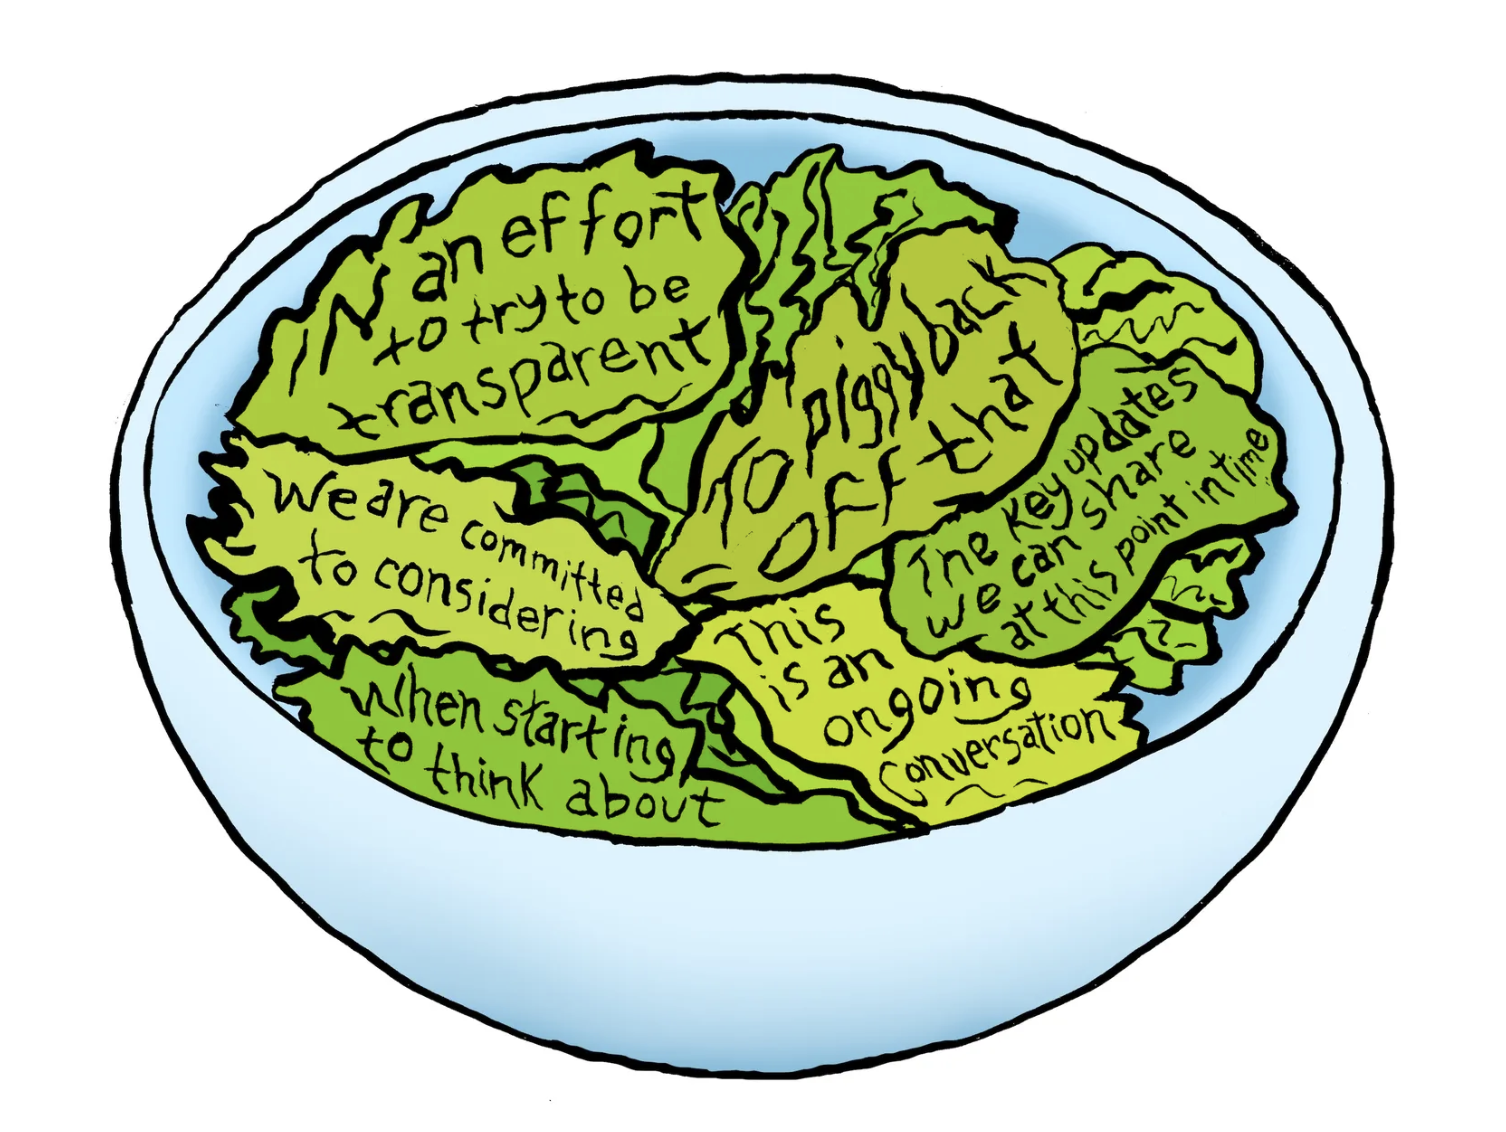 In an effort
to try to be
transparent
To piggyback
off that
The key updates
we can share
at this point in time
We are committed
to considering
This
is an
ongoing
conversation
When starting
to think about